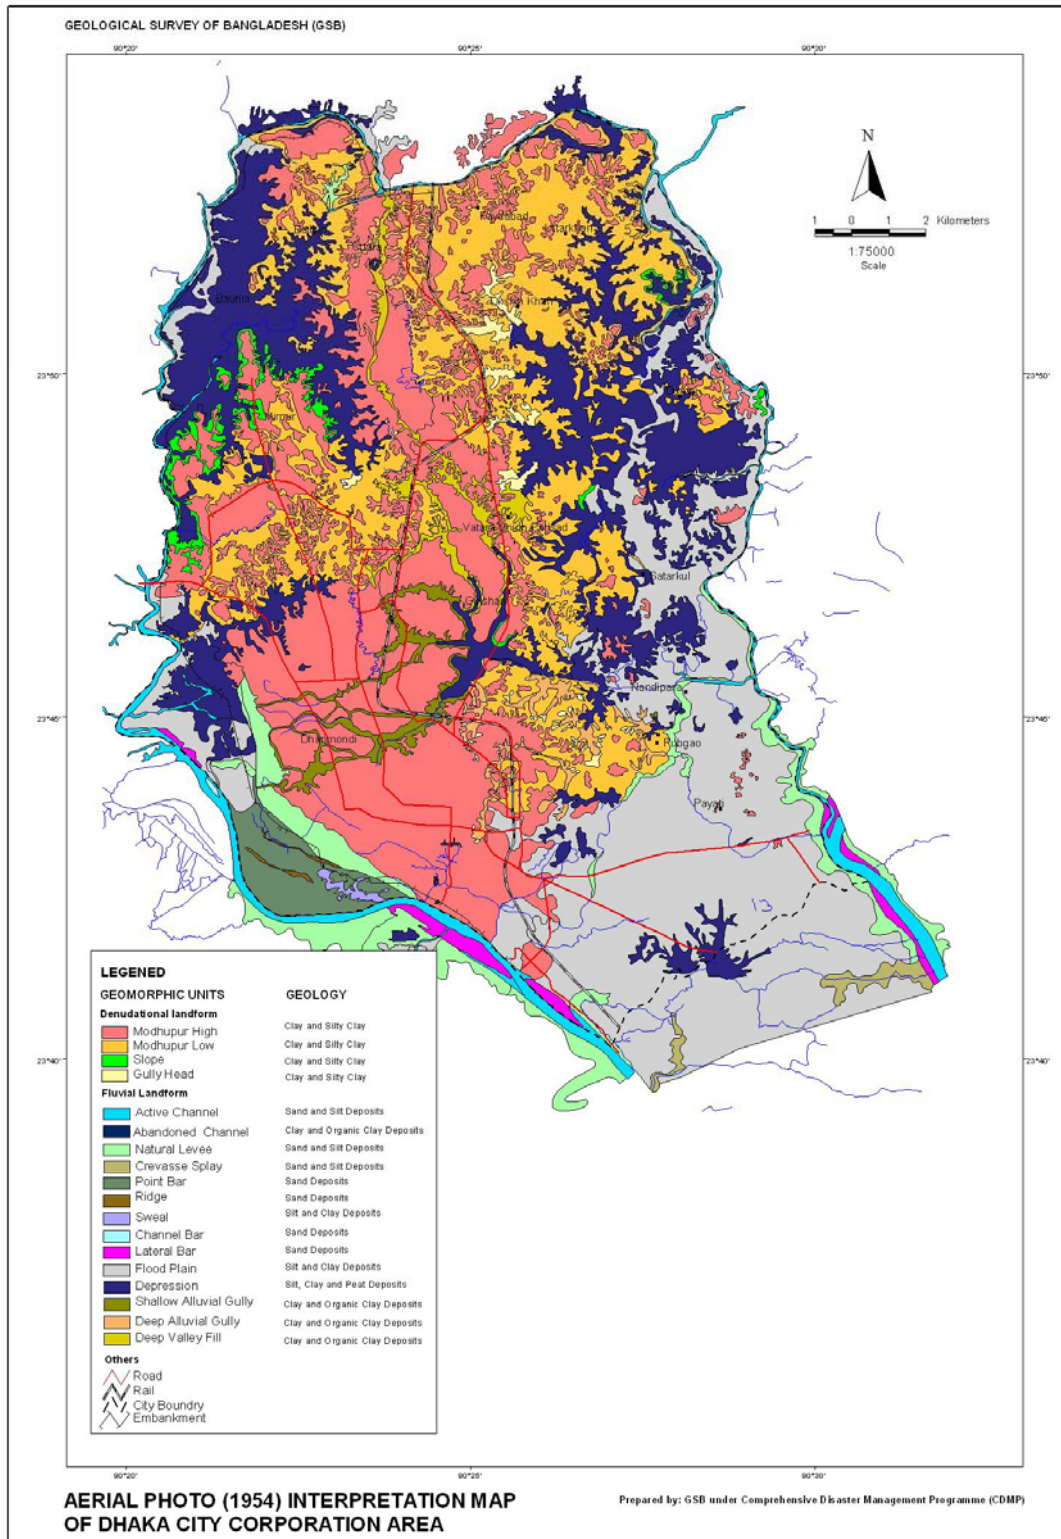 GEOLOGICAL SURVEY OF BANGLADESH (GSB)
90°20' 90°25' 90°20'
N
1 0 1 2 Kilometers
1:75000
Scale
23°50' 23°50'
Uttara
Baunia
Mirpur
Gulshan
Satarkul
Nandipara
23°45' 23°45'
Dhanmondi
Rubgao
Payati
13
23°40' 23°40'
LEGENED
GEOMORPHIC UNITS GEOLOGY
Denudational landform
Modhupur High Clay and Silty Clay
Modhupur Low Clay and Silty Clay
Slope Clay and Silty Clay
Gully Head Clay and Silty Clay
Fluvial Landform
Active Channel Sand and Silt Deposits
Abandoned Channel Clay and Organic Clay Deposits
Natural Levee Sand and Silt Deposits
Crevasse Splay Sand and Silt Deposits
Point Bar Sand Deposits
Ridge Sand Deposits
Sweal Silt and Clay Deposits
Channel Bar Sand Deposits
Lateral Bar Sand Deposits
Flood Plain Silt and Clay Deposits
Depression Silt, Clay and Peat Deposits
Shallow Alluvial Gully Clay and Organic Clay Deposits
Deep Alluvial Gully Clay and Organic Clay Deposits
Deep Valley Fill Clay and Organic Clay Deposits
Others
Road
Rail
City Boundry
Embankment
90°20' 90°25' 90°30'
AERIAL PHOTO (1954) INTERPRETATION MAP
OF DHAKA CITY CORPORATION AREA
Prepared by: GSB under Comprehensive Disaster Management Programme (CDMP)